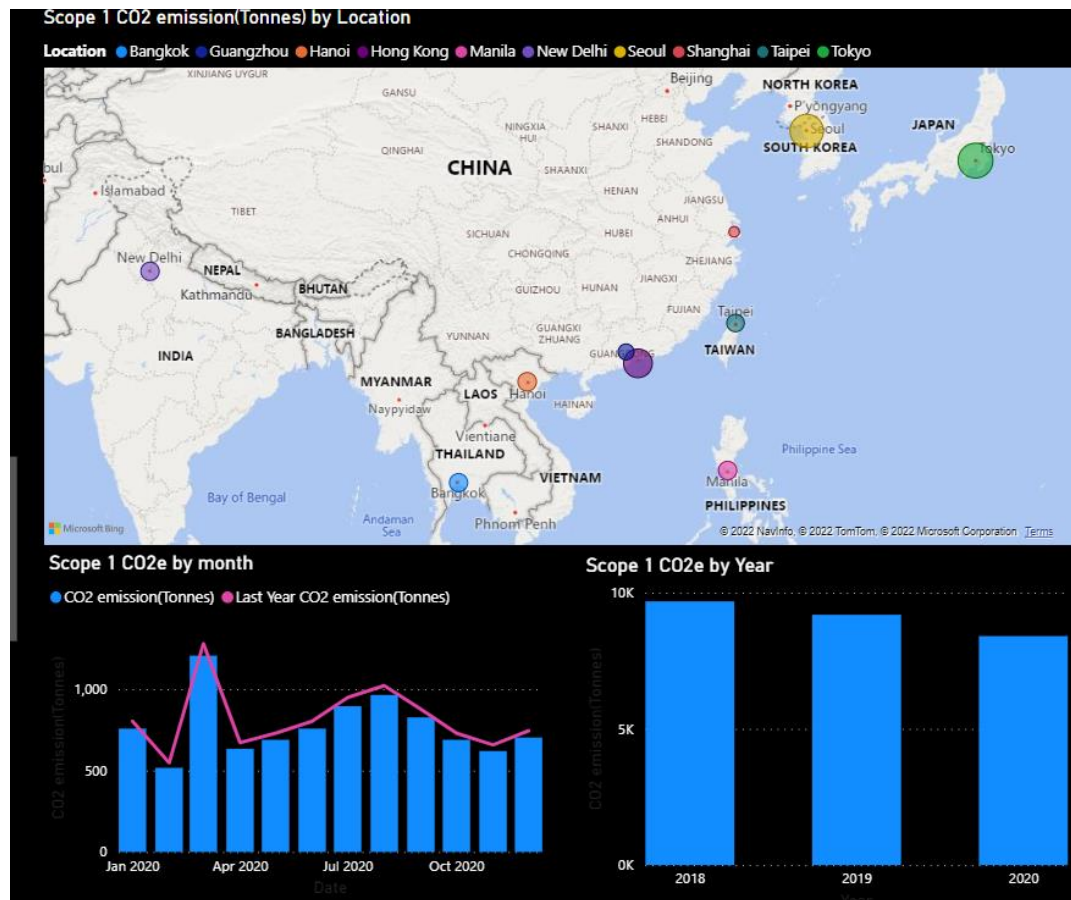 Scope 1 CO2 emission(Tonnes) by Location
Location Bangkok Guangzhou Hanoi Hong Kong Manila New Delhi Seoul Shanghai Taipei Tokyo
XINJIANG UYGUR
Beijing
NORTH KOREA
GANSU
P'yŏngyang
HEBEI
NINGXIA
HUI
SHANXI
JAPAN
Seoul
SHANDONG
SOUTH KOREA
Tokyo
QINGHAI
CHINA
SHAANXI
bul
Islamabad
HENAN
JIANGSU
TIBET
ANHUI
SICHUAN
HUBEI
CHONGQING
ZHEJIANG
New Delhi
NEPAL
JIANGXI
Kathmandu
BHUTAN
GUIZHOU
HUNAN
FUJIAN
Taipei
BANGLADESH
YUNNAN
GUANGXI
ZHUANG
TAIWAN
INDIA
MYANMAR
LAOS
Hanoi
HAINAN
Naypyidaw
Vientiane
THAILAND
Philippine Sea
VIETNAM
Bangkok
Manila
Bay of Bengal
PHILIPPINES
Andaman
Sea
Phnom Penh
Microsoft Bing
© 2022 NavInfo, © 2022 TomTom, © 2022 Microsoft Corporation Terms
Scope 1 CO2e by month
CO2 emission(Tonnes) Last Year CO2 emission(Tonnes)
CO2 emission(Tonnes)
1,000
500
0
Jan 2020 Apr 2020 Jul 2020 Oct 2020
Date
Scope 1 CO2e by Year
CO2 emission(Tonnes)
10K
5K
0K
2018 2019 2020